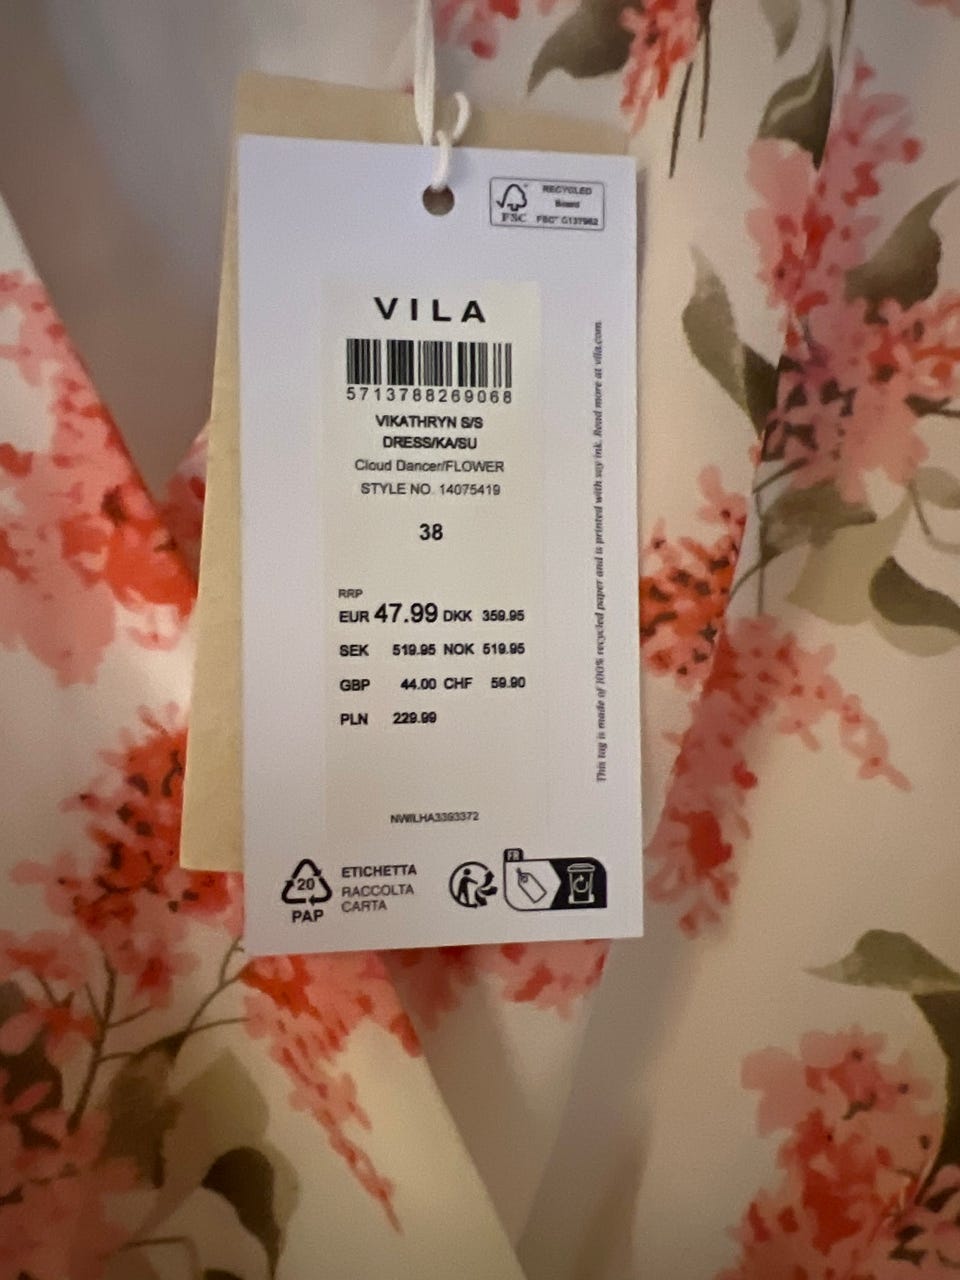 RECYCLED
Board
FSC FSC™ C137982
VILA
5713788269068
VIKATHRYN S/S
DRESS/KA/SU
Cloud Dancer/FLOWER
STYLE NO. 14075419
38
RRP
EUR 47.99 DKK 359.95
SEK 519.95 NOK 519.95
GBP 44.00 CHF 59.90
PLN 229.99
NWILHA3393372
This tag is made of 100% recycled paper and is printed with soy ink. Read more at vila.com
20
PAP
ETICHETTA
RACCOLTA
CARTA
FR